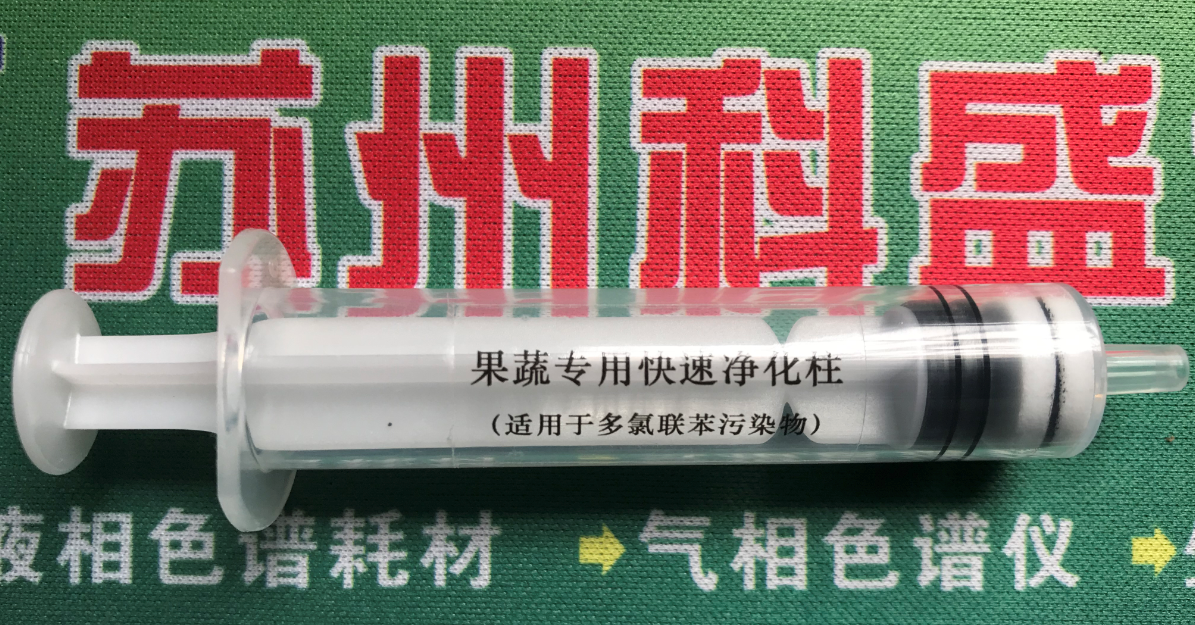 苏州科盛
果蔬专用快速净化柱
(适用于多氯联苯污染物)
液相色谱耗材 气相色谱仪